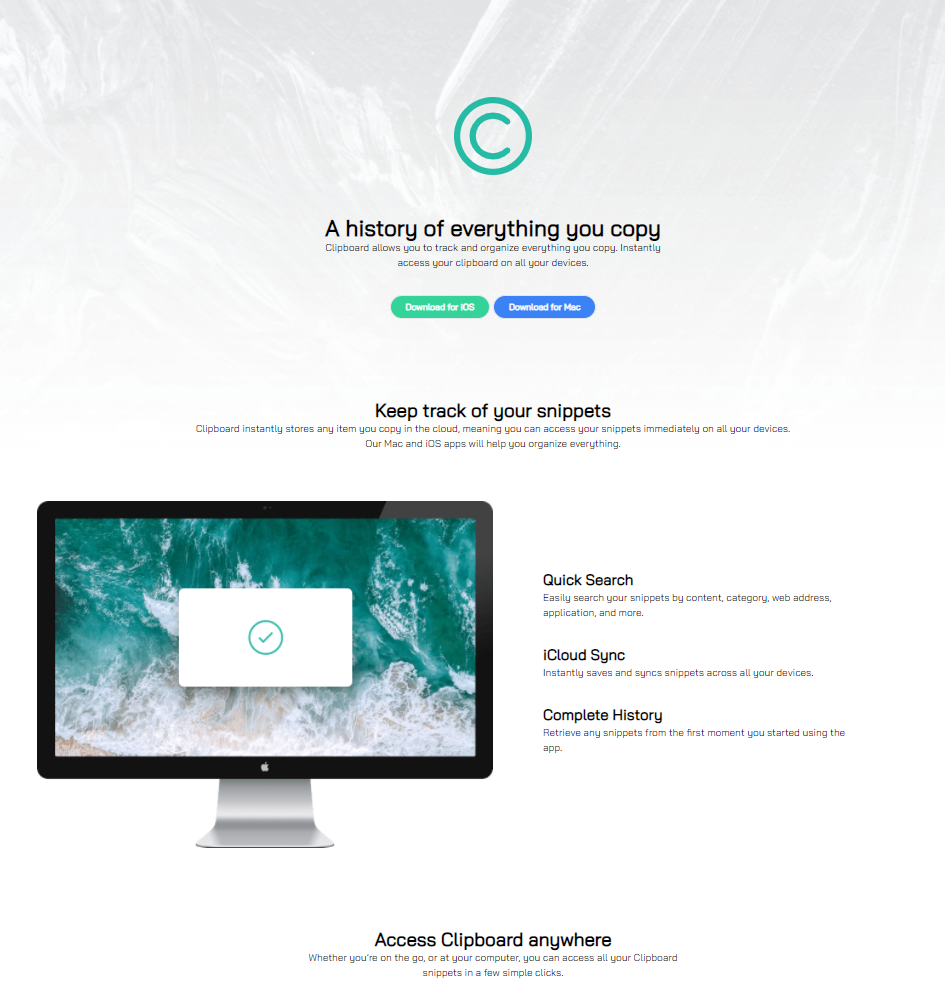 A history of everything you copy
Clipboard allows you to track and organize everything you copy. Instantly
access your clipboard on all your devices.
Download for iOS
Download for Mac
Keep track of your snippets
Clipboard instantly stores any item you copy in the cloud, meaning you can access your snippets immediately on all your devices.
Our Mac and iOS apps will help you organize everything.
Quick Search
Easily search your snippets by content, category, web address,
application, and more.
iCloud Sync
Instantly saves and syncs snippets across all your devices.
Complete History
Retrieve any snippets from the first moment you started using the
app.
Access Clipboard anywhere
Whether you're on the go, or at your computer, you can access all your Clipboard
snippets in a few simple clicks.